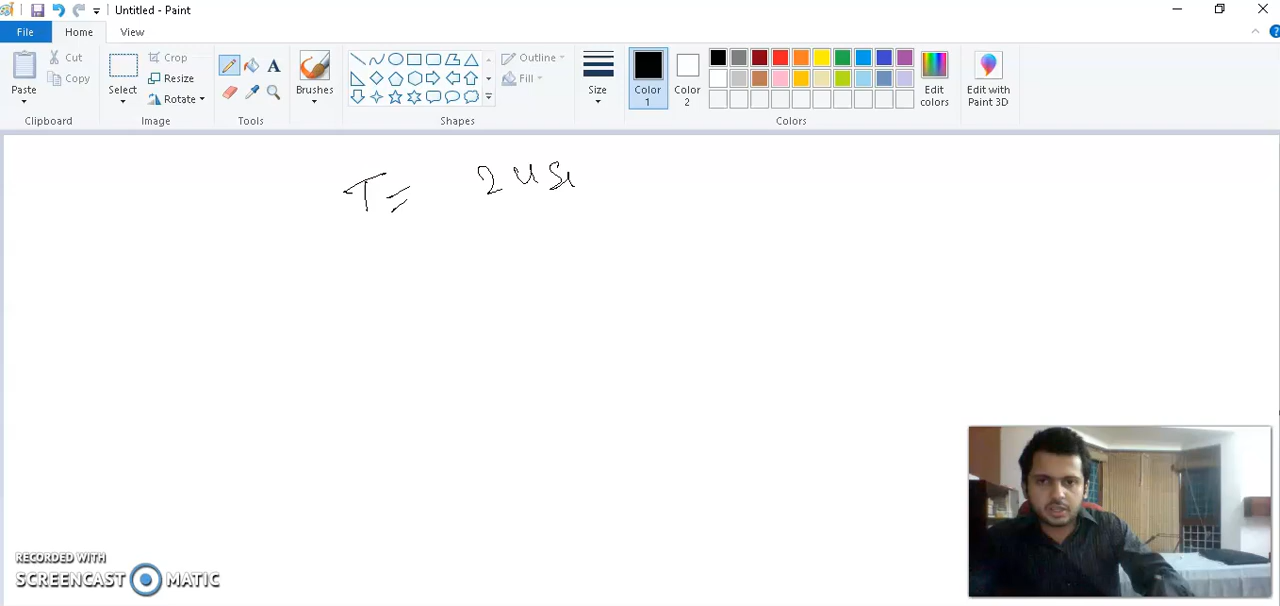 Untitled - Paint
File Home View
Paste
Cut
Copy
Clipboard
Select
Crop
Resize
Rotate
Image
Tools
Brushes
Shapes
Outline
Fill
Size
Color 1
Color 2
Colors
Edit colors
Edit with Paint 3D
T = 2 u S
RECORDED WITH
SCREENCAST MATIC